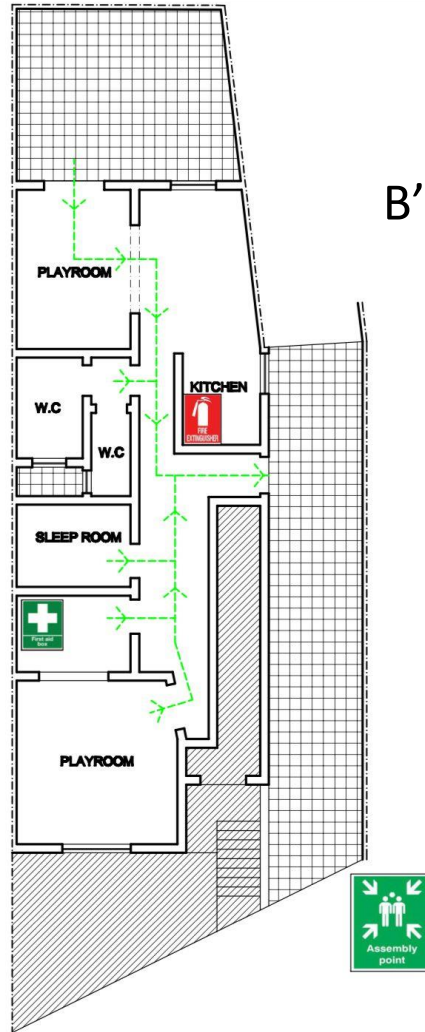 B’
PLAYROOM
KITCHEN
W.C
FIRE
EXTINGUISHER
W.C
SLEEP ROOM
First aid
box
PLAYROOM
Assembly
point